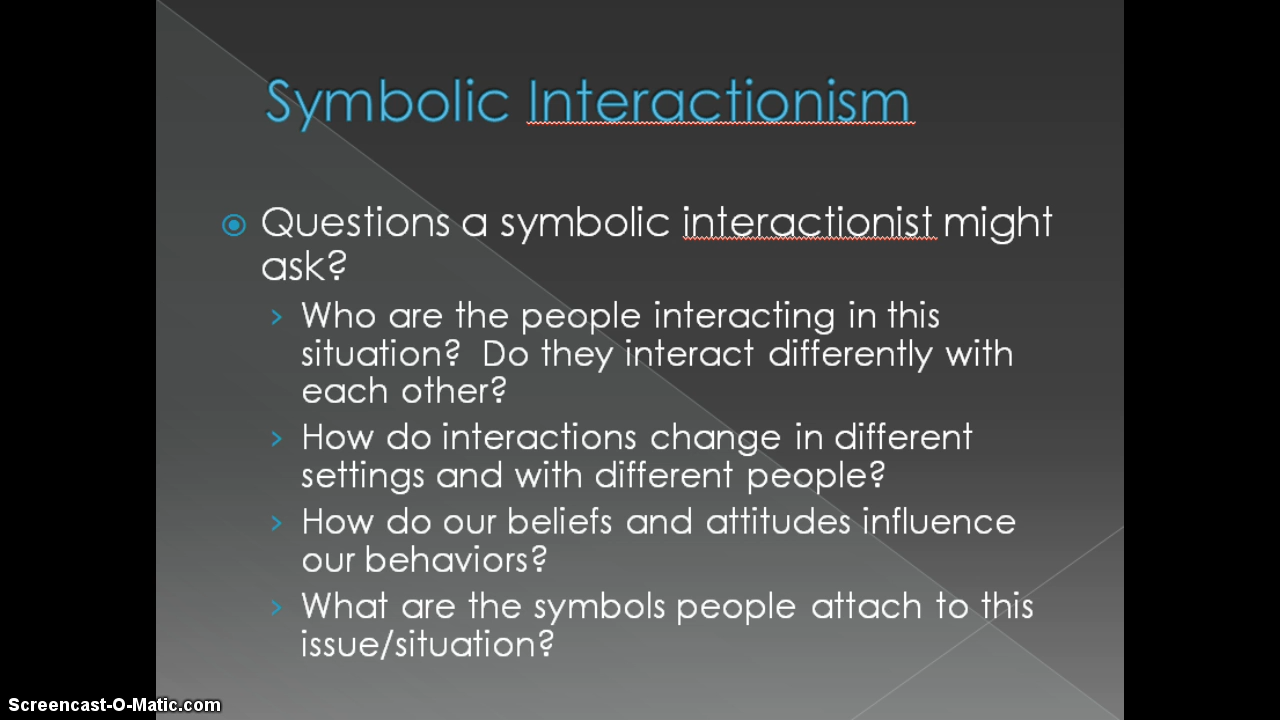 Symbolic Interactionism
Questions a symbolic interactionist might
ask?
Who are the people interacting in this
situation?  Do they interact differently with
each other?
How do interactions change in different
settings and with different people?
How do our beliefs and attitudes influence
our behaviors?
What are the symbols people attach to this
issue/situation?
Screencast-O-Matic.com